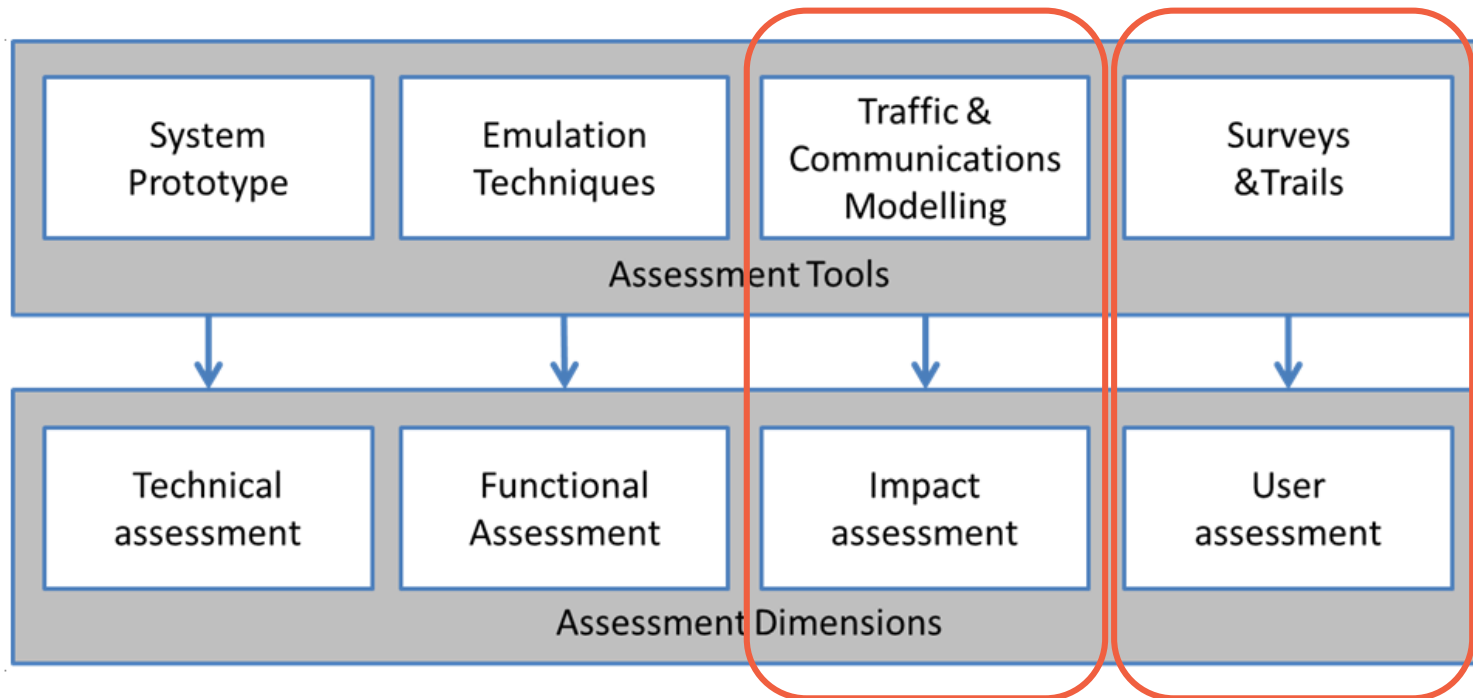 System
Prototype
Emulation
Techniques
Traffic &
Communications
Modelling
Surveys
&Trails
Assessment Tools
Technical
assessment
Functional
Assessment
Impact
assessment
User
assessment
Assessment Dimensions